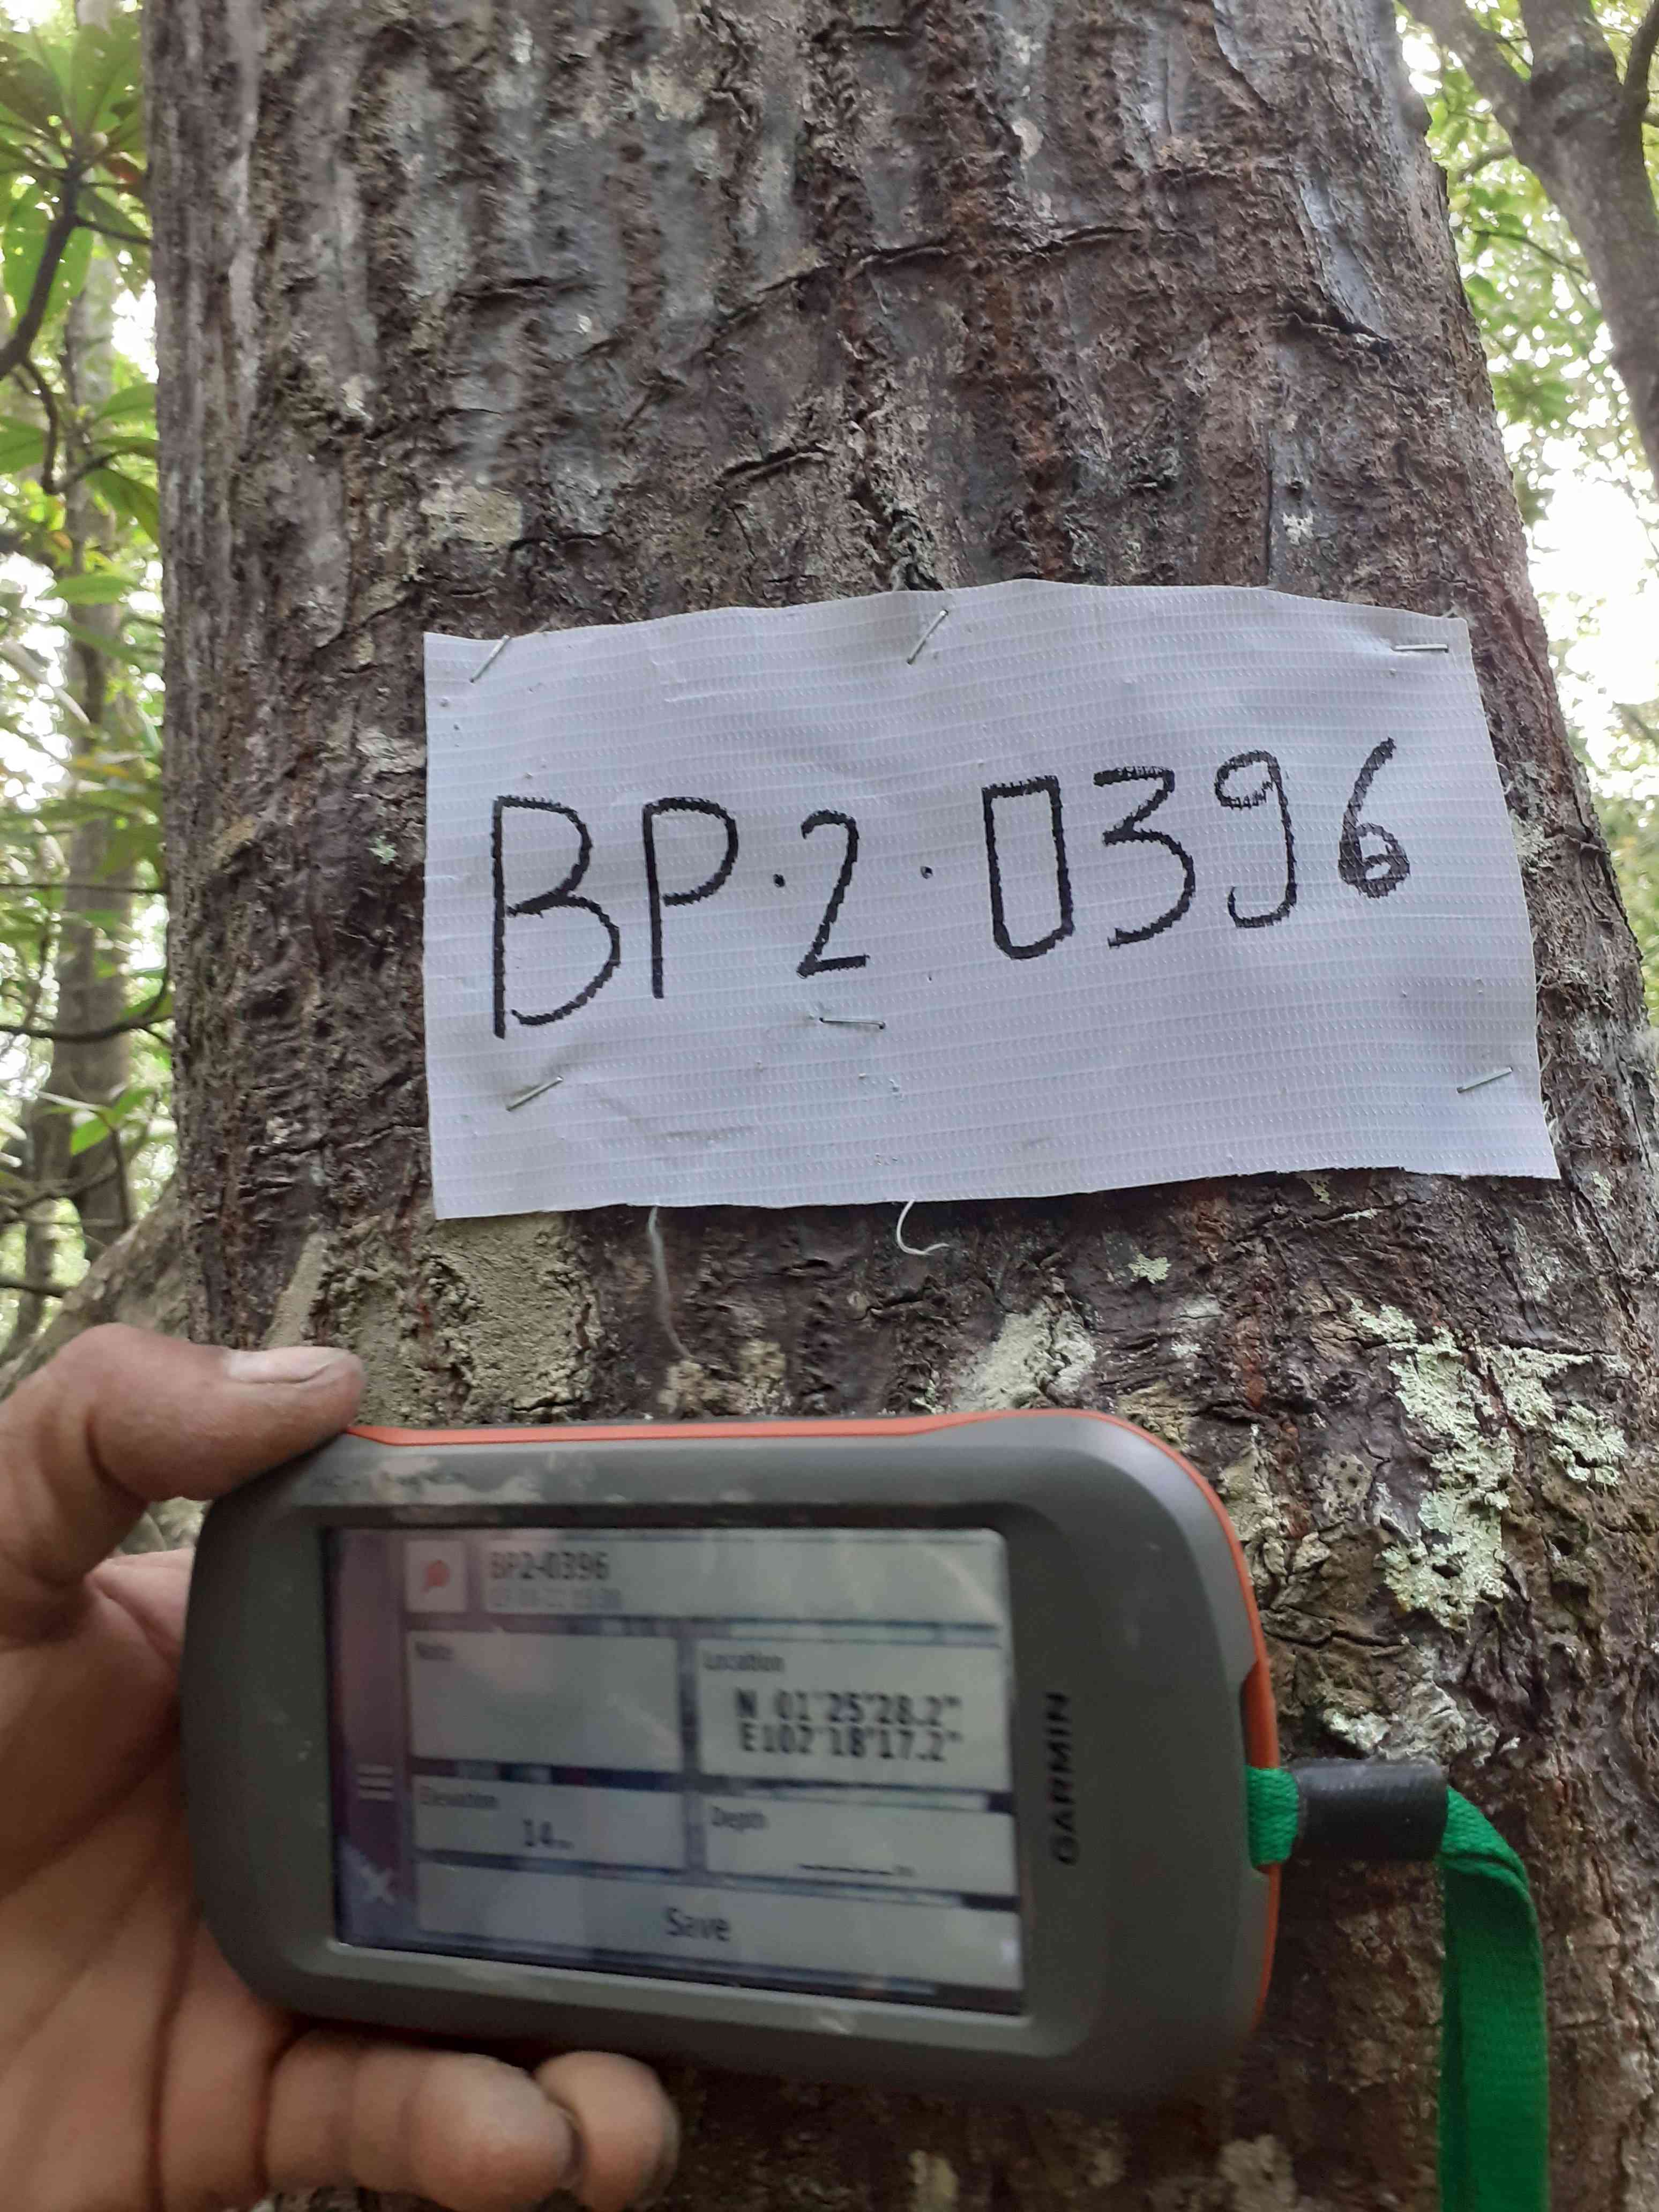 BP.2.0396
BP2-0396
Note
Location
N 01°25'28.2"
E102°18'17.2"
Elevation
14m
Depth
Save
GARMIN